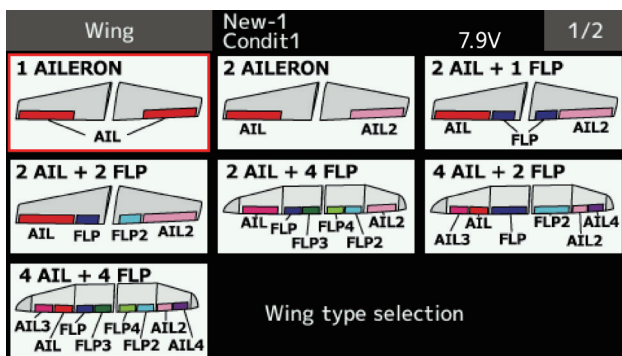 Wing
New-1
Condit1
7.9V
1/2
1 AILERON
AIL
2 AILERON
AIL AIL2
2 AIL + 1 FLP
AIL FLP AIL2
2 AIL + 2 FLP
AIL FLP FLP2 AIL2
2 AIL + 4 FLP
AIL FLP FLP4 AIL2
FLP3 FLP2
4 AIL + 2 FLP
AIL FLP2 AIL4
AIL3 FLP AIL2
4 AIL + 4 FLP
AIL3 FLP FLP4 AIL2
AIL FLP3 FLP2 AIL4
Wing type selection